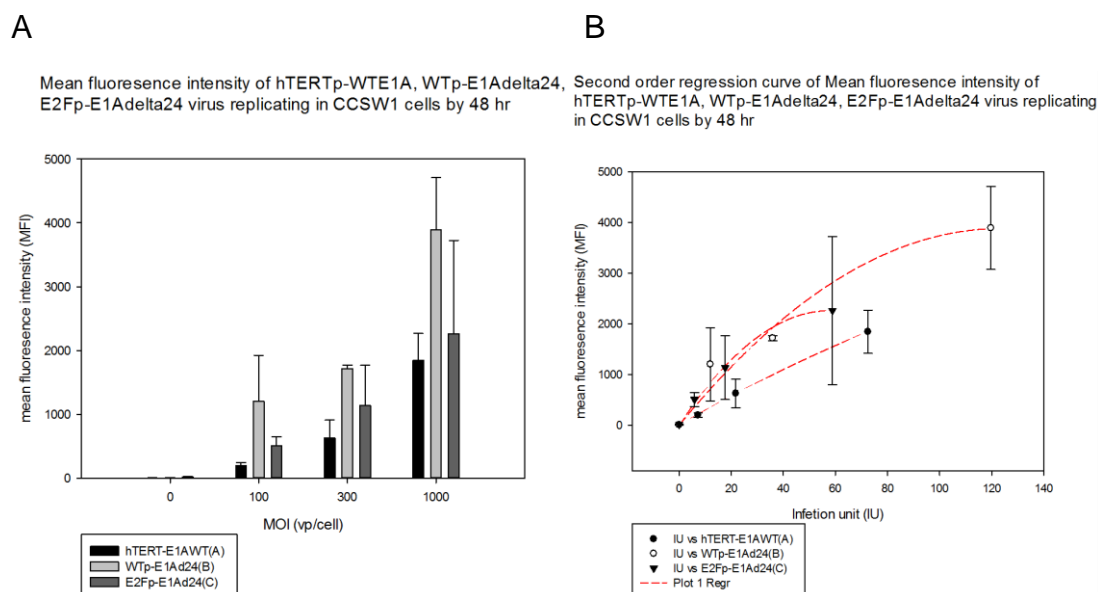 A
B
Mean fluoresence intensity of hTERTp-WTE1A, WTp-E1Adelta24,
E2Fp-E1Adelta24 virus replicating in CCSW1 cells by 48 hr
Second order regression curve of Mean fluoresence intensity of
hTERTp-WTE1A, WTp-E1Adelta24, E2Fp-E1Adelta24 virus replicating
in CCSW1 cells by 48 hr
mean fluoresence intensity (MFI)
5000
4000
3000
2000
1000
0
0
100
300
1000
MOI (vp/cell)
hTERT-E1AWT(A)
WTp-E1Ad24(B)
E2Fp-E1Ad24(C)
mean fluoresence intensity (MFI)
5000
4000
3000
2000
1000
0
0
20
40
60
80
100
120
140
Infetion unit (IU)
IU vs hTERT-E1AWT(A)
IU vs WTp-E1Ad24(B)
IU vs E2Fp-E1Ad24(C)
Plot 1 Regr